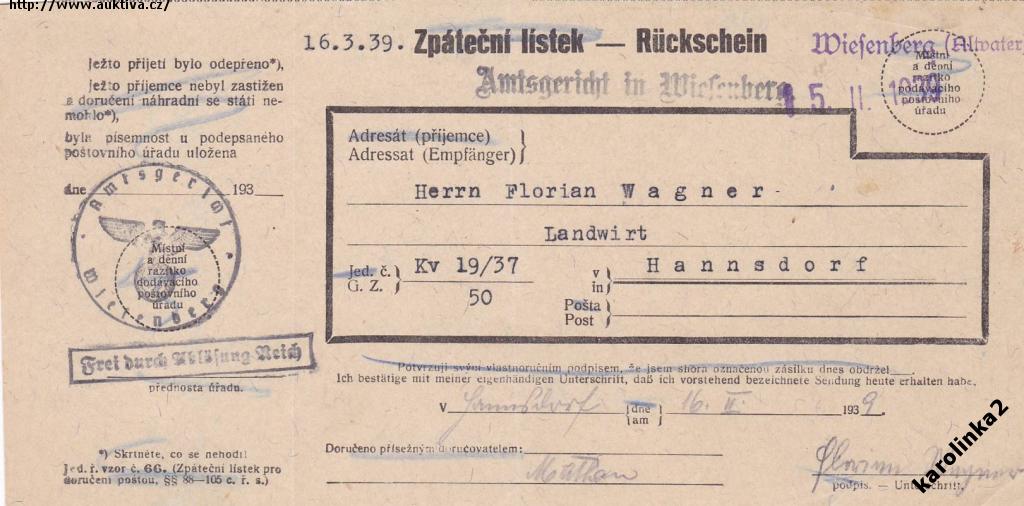 http://www.auktiva.cz/
16.3.39. Zpáteční lístek — Rückschein
Wiesenberg (Altvater
Amtsgericht in Wiesenberg
15. II. 1939
Místní
a denní
razítko
podávacího
poštovního
úřadu
Ježto přijetí bylo odepřeno*),
Ježto příjemce nebyl zastižen
a doručení náhradní se státi ne-
mohlo*),
byla písemnost u podepsaného
poštovního úřadu uložena
dne 193
Amtsgericht
Wiesenberg
Místní
a denní
razítko
dodávacího
poštovního
úřadu
Frei durch Ablösung Reich
přednosta úřadu.
*) Skrtněte, co se nehodí!
Jed. ř. vzor č. 66. (Zpáteční lístek pro
doručení poštou, §§ 88—105 c. ř. s.)
Adresát (příjemce)
Adressat (Empfänger)
Herrn Florian Wagner
Landwirt
Jed. č.
G. Z.
Kv 19/37
50
v
in
Hannsdorf
Pošta
Post
Potvrzuji svým vlastnoručním podpisem, že jsem shora označenou zásilku dnes obdržel
Ich bestätige mit meiner eigenhändigen Unterschrift, daß ich vorstehend bezeichnete Sendung heute erhalten habe.
V Hannsdorf dne am 16. II. 1939
Doručeno přísežným doručovatelem:
Florian Wagner
podpis. — Unterschrift.
karolinka2